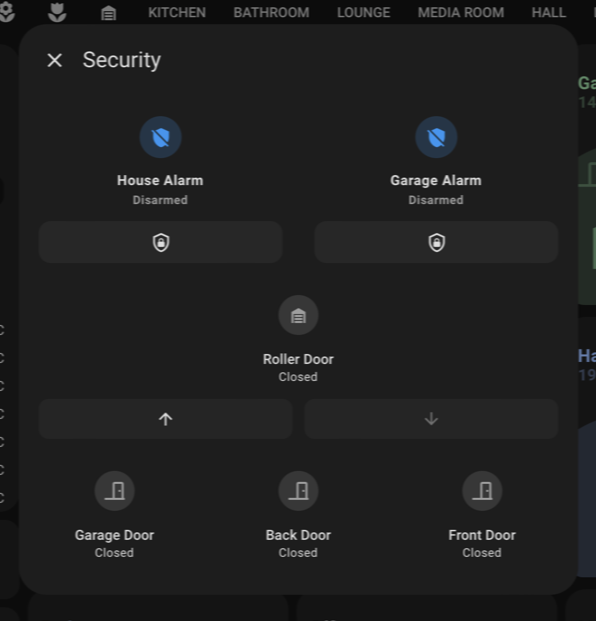 KITCHEN BATHROOM LOUNGE MEDIA ROOM HALL
Security
Ga
14
House Alarm Garage Alarm
Disarmed Disarmed
Roller Door
Closed
Ha
19
C
C
C
C
C
C
C
Garage Door Back Door Front Door
Closed Closed Closed